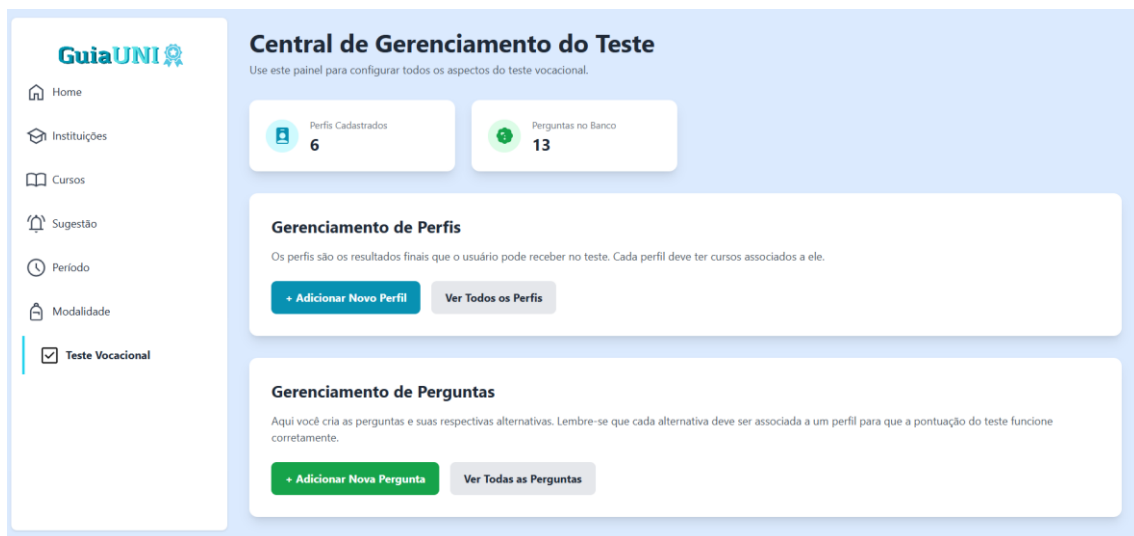 GuiaUNI
Home
Instituições
Cursos
Sugestão
Período
Modalidade
Teste Vocacional
Central de Gerenciamento do Teste
Use este painel para configurar todos os aspectos do teste vocacional.
Perfis Cadastrados
6
Perguntas no Banco
13
Gerenciamento de Perfis
Os perfis são os resultados finais que o usuário pode receber no teste. Cada perfil deve ter cursos associados a ele.
+ Adicionar Novo Perfil
Ver Todos os Perfis
Gerenciamento de Perguntas
Aqui você cria as perguntas e suas respectivas alternativas. Lembre-se que cada alternativa deve ser associada a um perfil para que a pontuação do teste funcione
corretamente.
+ Adicionar Nova Pergunta
Ver Todas as Perguntas